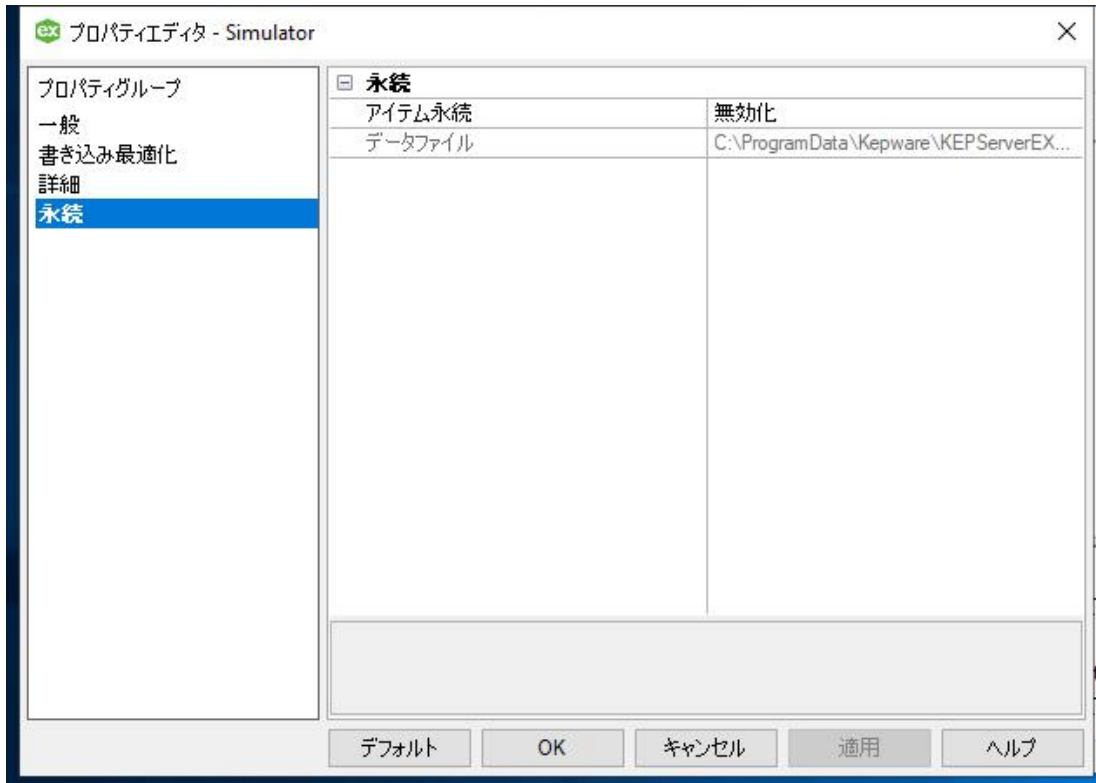 ex プロパティエディタ - Simulator
プロパティグループ
一般
書き込み最適化
詳細
永続
永続
アイテム永続 無効化
データファイル C:\ProgramData\Kepware\KEPServerEX...
デフォルト OK キャンセル 適用 ヘルプ